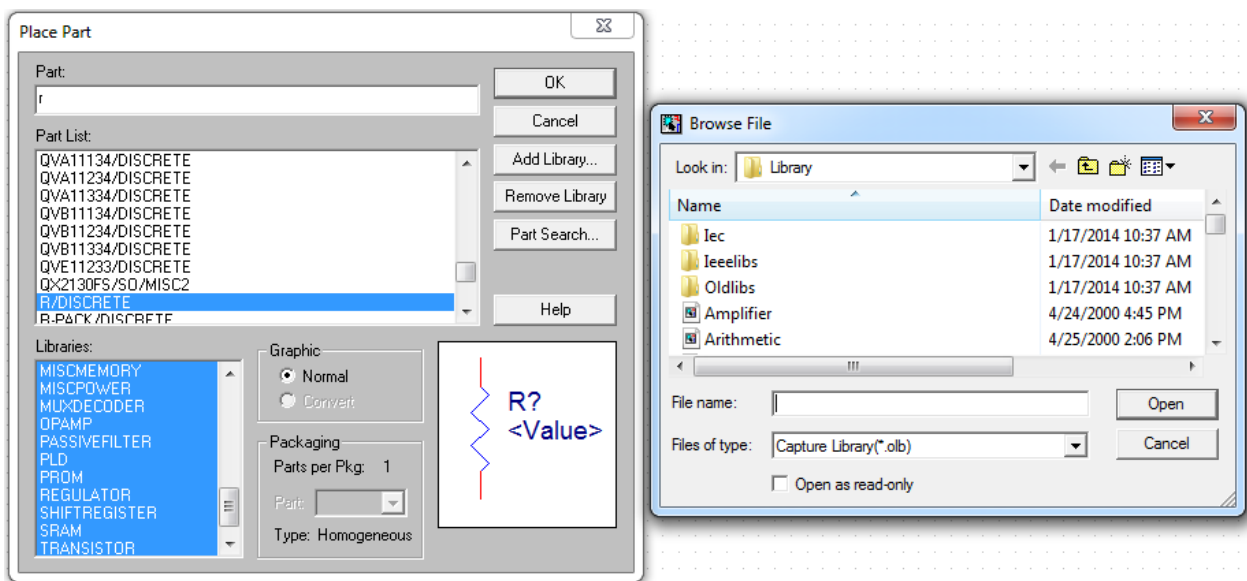 Place Part
Part:
r
OK
Cancel
Part List:
QVA11134/DISCRETE
QVA11234/DISCRETE
QVA11334/DISCRETE
QVB11134/DISCRETE
QVB11234/DISCRETE
QVB11334/DISCRETE
QVE11233/DISCRETE
QX2130FS/SO/MISC2
R/DISCRETE
R-PACK/DISCRETE
Add Library...
Remove Library
Part Search...
Help
Libraries:
MISCMEMORY
MISCPOWER
MUXDECODER
OPAMP
PASSIVEFILTER
PLD
PROM
REGULATOR
SHIFTREGISTER
SRAM
TRANSISTOR
Graphic
Normal
Convert
Packaging
Parts per Pkg: 1
Part:
Type: Homogeneous
R?
<Value>
Browse File
Look in: Library
Name Date modified
Iec 1/17/2014 10:37 AM
Ieeelibs 1/17/2014 10:37 AM
Oldlibs 1/17/2014 10:37 AM
Amplifier 4/24/2000 4:45 PM
Arithmetic 4/25/2000 2:06 PM
File name: Open
Files of type: Capture Library(*.olb) Cancel
Open as read-only